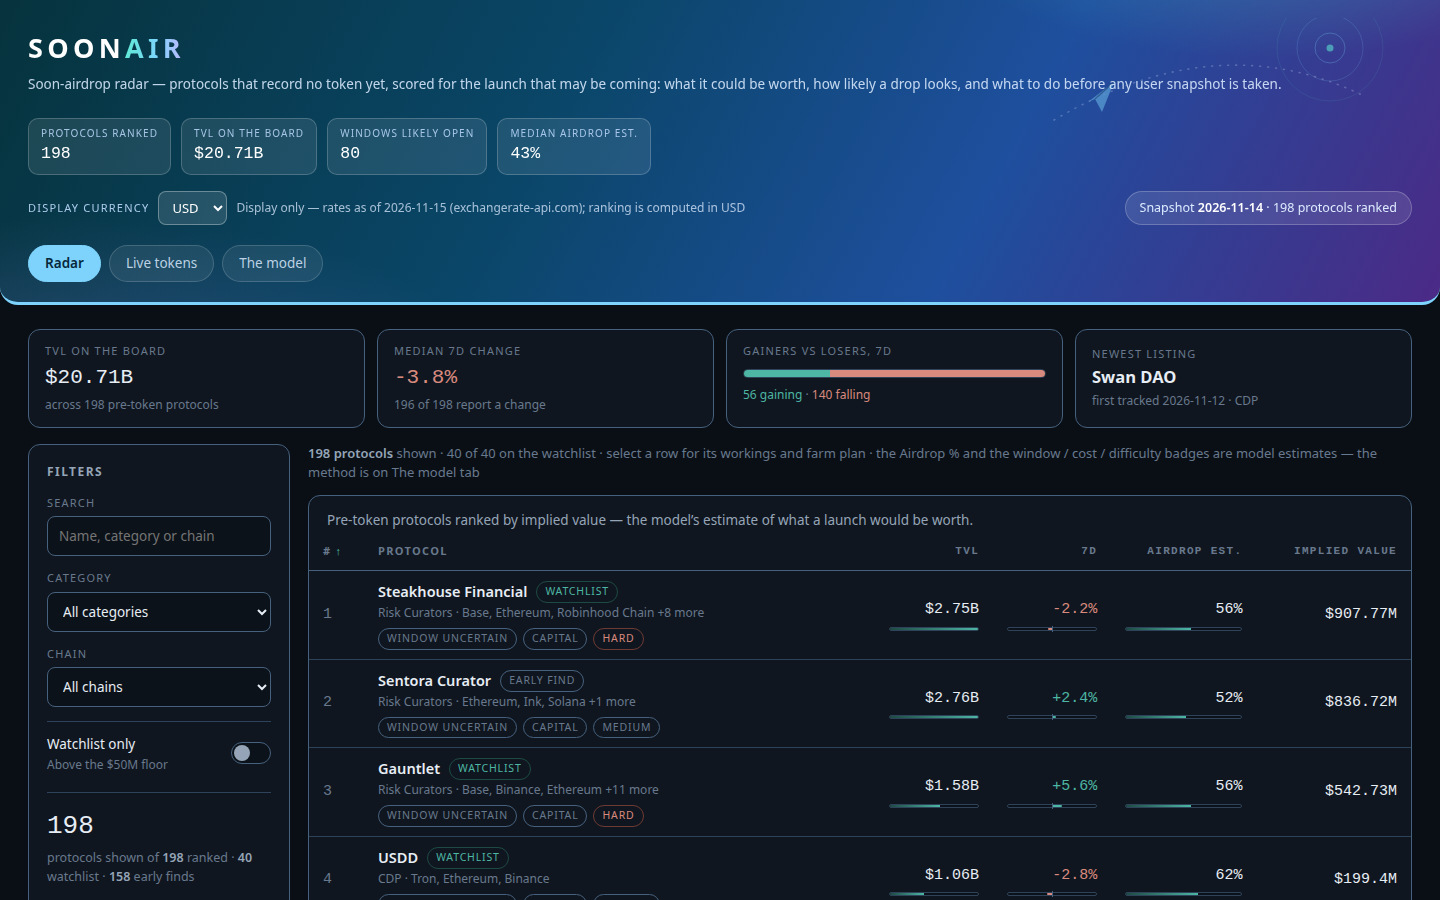 SOONAIR
Soon-airdrop radar — protocols that record no token yet, scored for the launch that may be coming: what it could be worth, how likely a drop looks, and what to do before any user snapshot is taken.
PROTOCOLS RANKED
198
TVL ON THE BOARD
$20.71B
WINDOWS LIKELY OPEN
80
MEDIAN AIRDROP EST.
43%
DISPLAY CURRENCY USD Display only — rates as of 2026-11-15 (exchangerate-api.com); ranking is computed in USD
Snapshot 2026-11-14 · 198 protocols ranked
Radar Live tokens The model
TVL ON THE BOARD
$20.71B
across 198 pre-token protocols
MEDIAN 7D CHANGE
-3.8%
196 of 198 report a change
GAINERS VS LOSERS, 7D
56 gaining · 140 falling
NEWEST LISTING
Swan DAO
first tracked 2026-11-12 · CDP
FILTERS
SEARCH
Name, category or chain
CATEGORY
All categories
CHAIN
All chains
Watchlist only
Above the $50M floor
198
protocols shown of 198 ranked · 40
watchlist · 158 early finds
198 protocols shown · 40 of 40 on the watchlist · select a row for its workings and farm plan · the Airdrop % and the window / cost / difficulty badges are model estimates — the
method is on The model tab
Pre-token protocols ranked by implied value — the model's estimate of what a launch would be worth.
# ↑ PROTOCOL TVL 7D AIRDROP EST. IMPLIED VALUE
1 Steakhouse Financial WATCHLIST $2.75B -2.2% 56% $907.77M
Risk Curators · Base, Ethereum, Robinhood Chain +8 more
WINDOW UNCERTAIN CAPITAL HARD
2 Sentora Curator EARLY FIND $2.76B +2.4% 52% $836.72M
Risk Curators · Ethereum, Ink, Solana +1 more
WINDOW UNCERTAIN CAPITAL MEDIUM
3 Gauntlet WATCHLIST $1.58B +5.6% 56% $542.73M
Risk Curators · Base, Binance, Ethereum +11 more
WINDOW UNCERTAIN CAPITAL HARD
4 USDD WATCHLIST $1.06B -2.8% 62% $199.4M
CDP · Tron, Ethereum, Binance